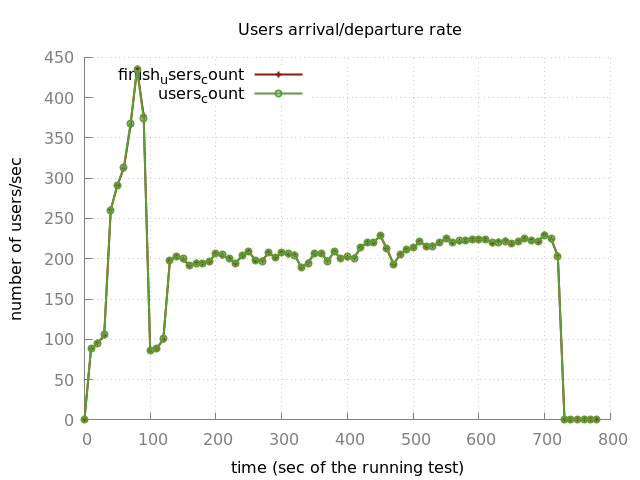 Users arrival/departure rate
450
400
350
300
250
200
150
100
50
0
finish_users_count
users_count
number of users/sec
0 100 200 300 400 500 600 700 800
time (sec of the running test)